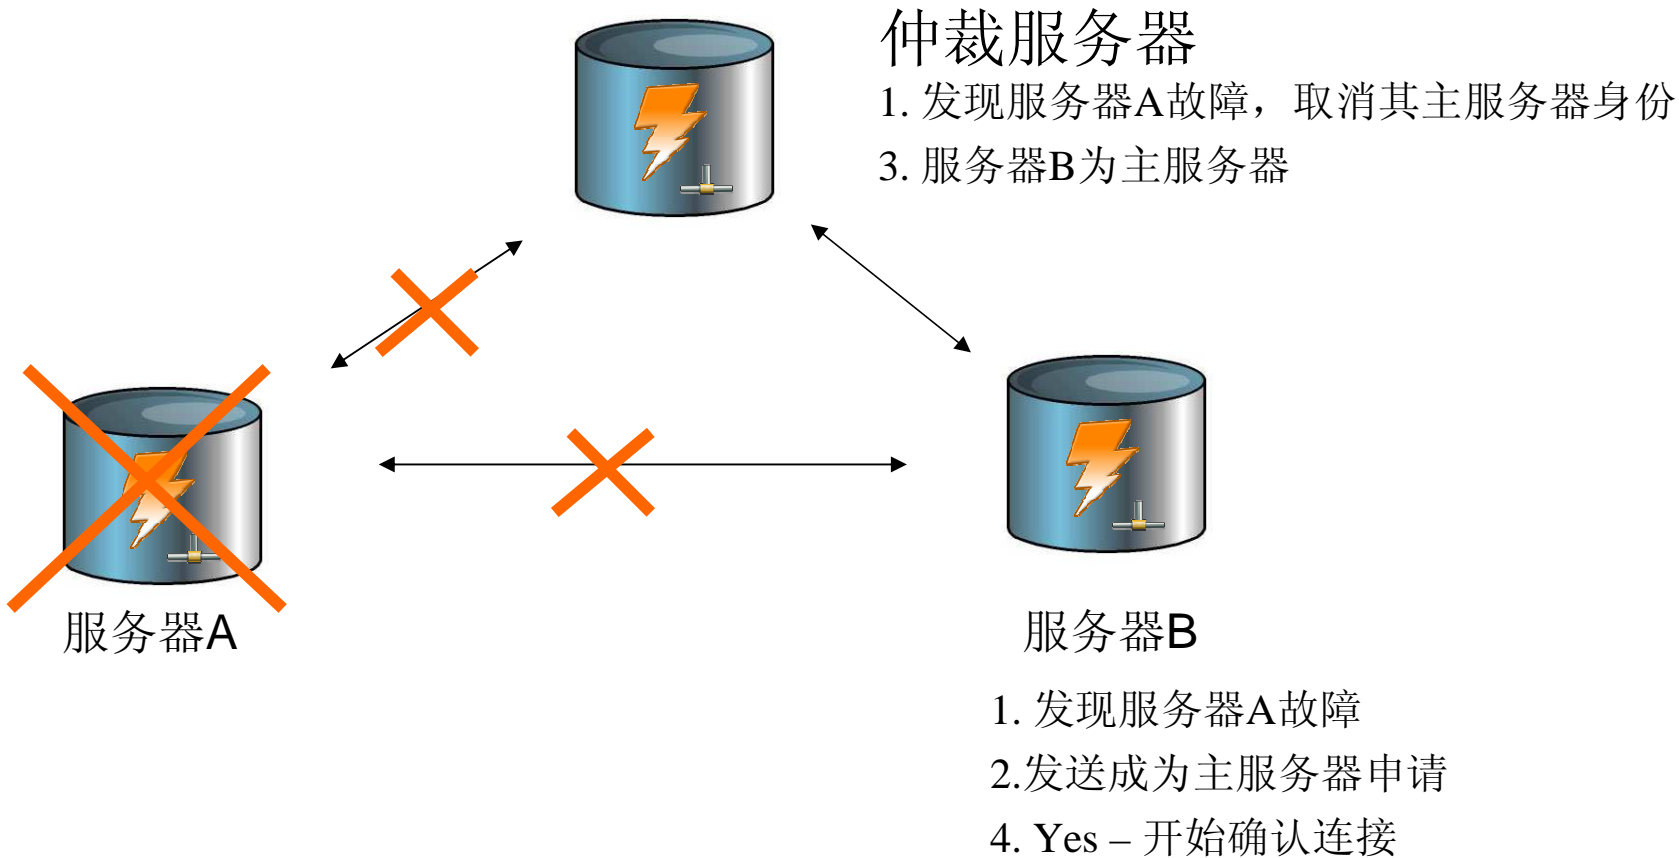 仲裁服务器
1. 发现服务器A故障，取消其主服务器身份
3. 服务器B为主服务器
服务器A
服务器B
1. 发现服务器A故障
2.发送成为主服务器申请
4. Yes – 开始确认连接